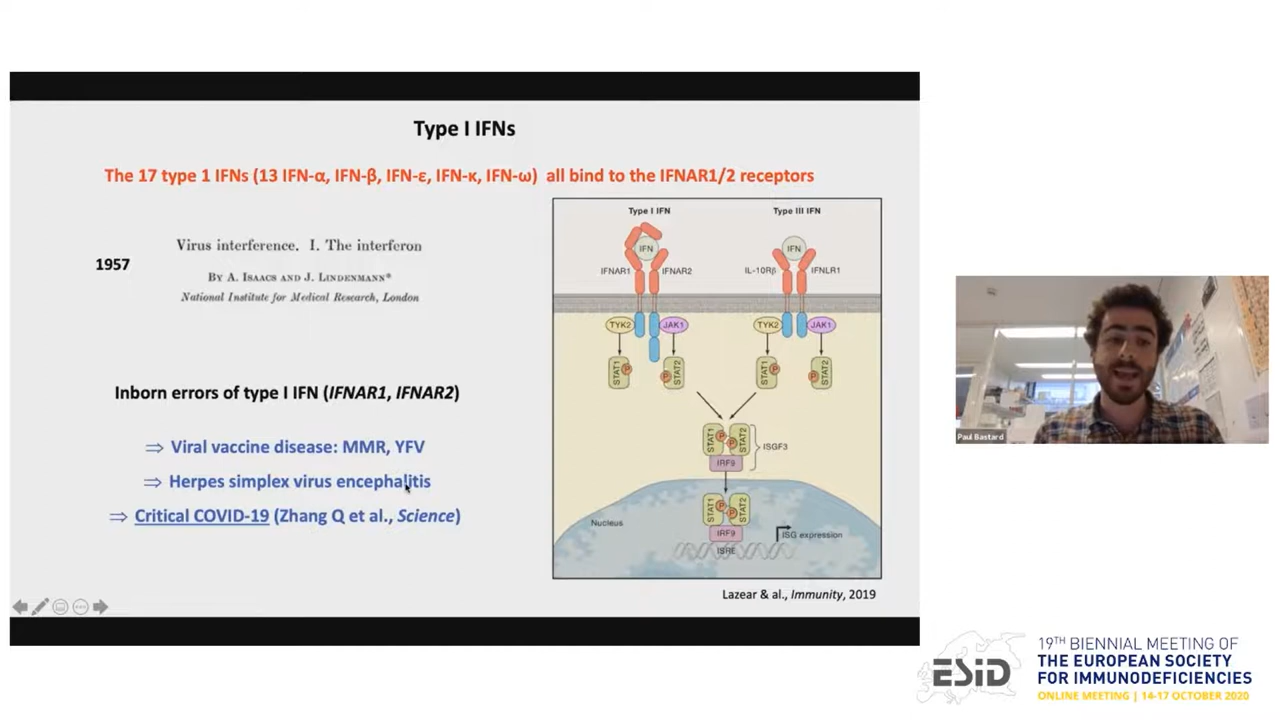 Type I IFNs
The 17 type 1 IFNs (13 IFN-α, IFN-β, IFN-ε, IFN-κ, IFN-ω)  all bind to the IFNAR1/2 receptors
1957
Virus interference. I. The interferon
By A. Isaacs and J. Lindenmann*
National Institute for Medical Research, London
Inborn errors of type I IFN (IFNAR1, IFNAR2)
⇒ Viral vaccine disease: MMR, YFV
⇒ Herpes simplex virus encephalitis
⇒ Critical COVID-19 (Zhang Q et al., Science)
Type I IFN
Type III IFN
IFN
IFN
IFNAR1
IFNAR2
IL-10Rβ
IFNLR1
TYK2
JAK1
TYK2
JAK1
STAT1
P
P
STAT2
STAT1
P
P
STAT2
STAT1
P
P
STAT2
ISGF3
IRF9
STAT1
P
P
STAT2
Nucleus
IRF9
ISG expression
ISRE
Lazear & al., Immunity, 2019
Paul Bastard
ESiD
19TH BIENNIAL MEETING OF
THE EUROPEAN SOCIETY
FOR IMMUNODEFICIENCIES
ONLINE MEETING | 14-17 OCTOBER 2020